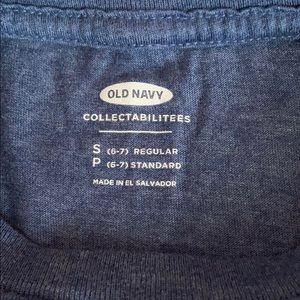 OLD NAVY
COLLECTABILITEES
S (6-7) REGULAR
P (6-7) STANDARD
MADE IN EL SALVADOR